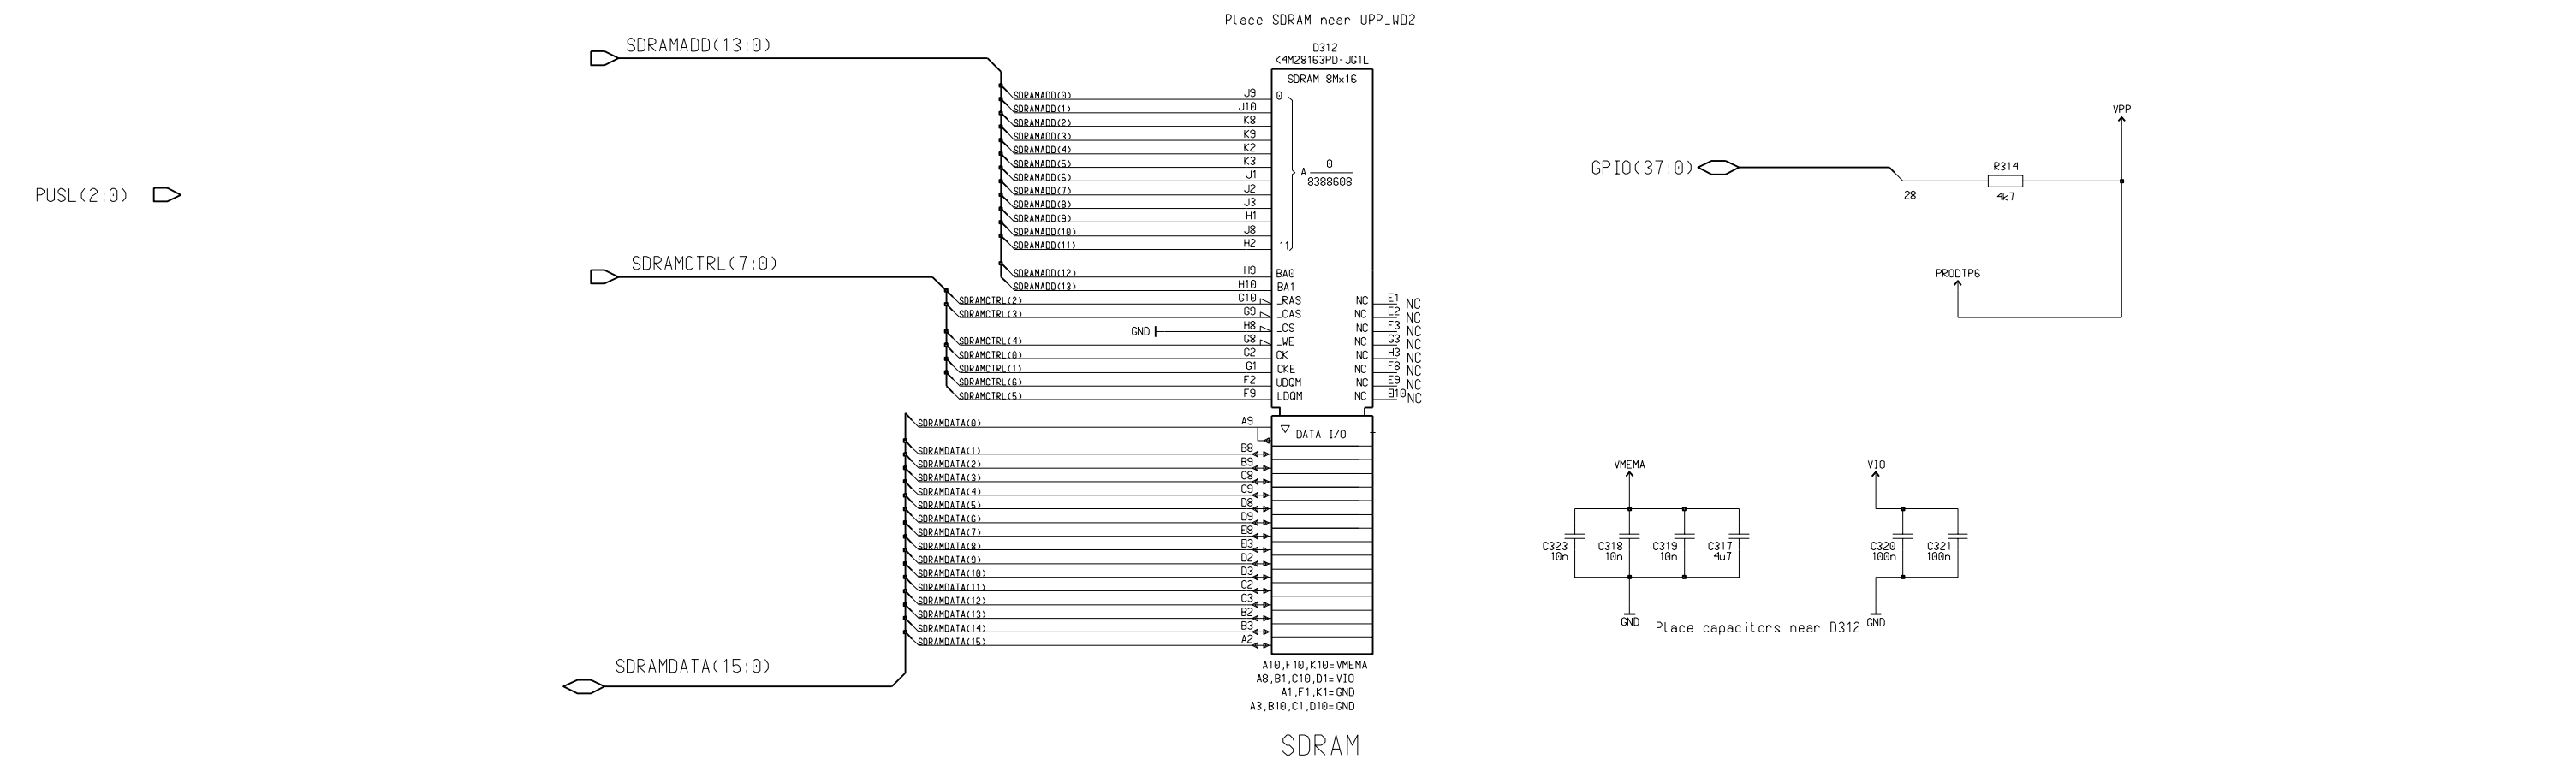 Place SDRAM near UPP_WD2
D312
K4M28163PD-JG1L
SDRAM 8Mx16
SDRAMADD(13:0)
SDRAMADD(0) J9 0
SDRAMADD(1) J10
SDRAMADD(2) K8
SDRAMADD(3) K9
SDRAMADD(4) K2
SDRAMADD(5) K3
SDRAMADD(6) J1
SDRAMADD(7) J2
SDRAMADD(8) J3
SDRAMADD(9) H1
SDRAMADD(10) J8
SDRAMADD(11) H2 11
A 0
8388608
SDRAMADD(12) H9 BA0
SDRAMADD(13) H10 BA1
PUSL(2:0)
SDRAMCTRL(7:0)
SDRAMCTRL(2) G10 _RAS NC E1 NC
SDRAMCTRL(3) G9 _CAS NC E2 NC
GND H8 _CS NC F3 NC
SDRAMCTRL(4) G8 _WE NC G3 NC
SDRAMCTRL(0) G2 CK NC H3 NC
SDRAMCTRL(1) G1 CKE NC F8 NC
SDRAMCTRL(6) F2 UDQM NC E9 NC
SDRAMCTRL(5) F9 LDQM NC E10 NC
SDRAMDATA(0) A9
DATA I/O
SDRAMDATA(1) B8
SDRAMDATA(2) B9
SDRAMDATA(3) C8
SDRAMDATA(4) C9
SDRAMDATA(5) D8
SDRAMDATA(6) D9
SDRAMDATA(7) E8
SDRAMDATA(8) E3
SDRAMDATA(9) D2
SDRAMDATA(10) D3
SDRAMDATA(11) C2
SDRAMDATA(12) C3
SDRAMDATA(13) B2
SDRAMDATA(14) B3
SDRAMDATA(15) A2
SDRAMDATA(15:0)
A10,F10,K10=VMEMA
A8,B1,C10,D1=VIO
A1,F1,K1=GND
A3,B10,C1,D10=GND
SDRAM
VPP
GPIO(37:0)
R314
28 4k7
PRODTP6
VMEMA
C323 C318 C319 C317
10n 10n 10n 4u7
GND
VIO
C320 C321
100n 100n
GND
Place capacitors near D312